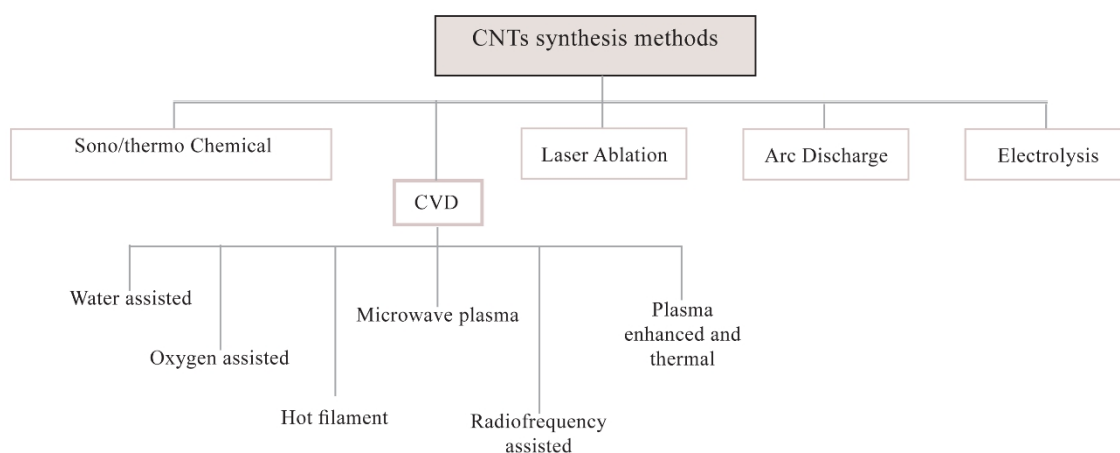 CNTs synthesis methods
Sono/thermo Chemical
Laser Ablation
Arc Discharge
Electrolysis
CVD
Water assisted
Oxygen assisted
Hot filament
Microwave plasma
Radiofrequency
assisted
Plasma
enhanced and
thermal